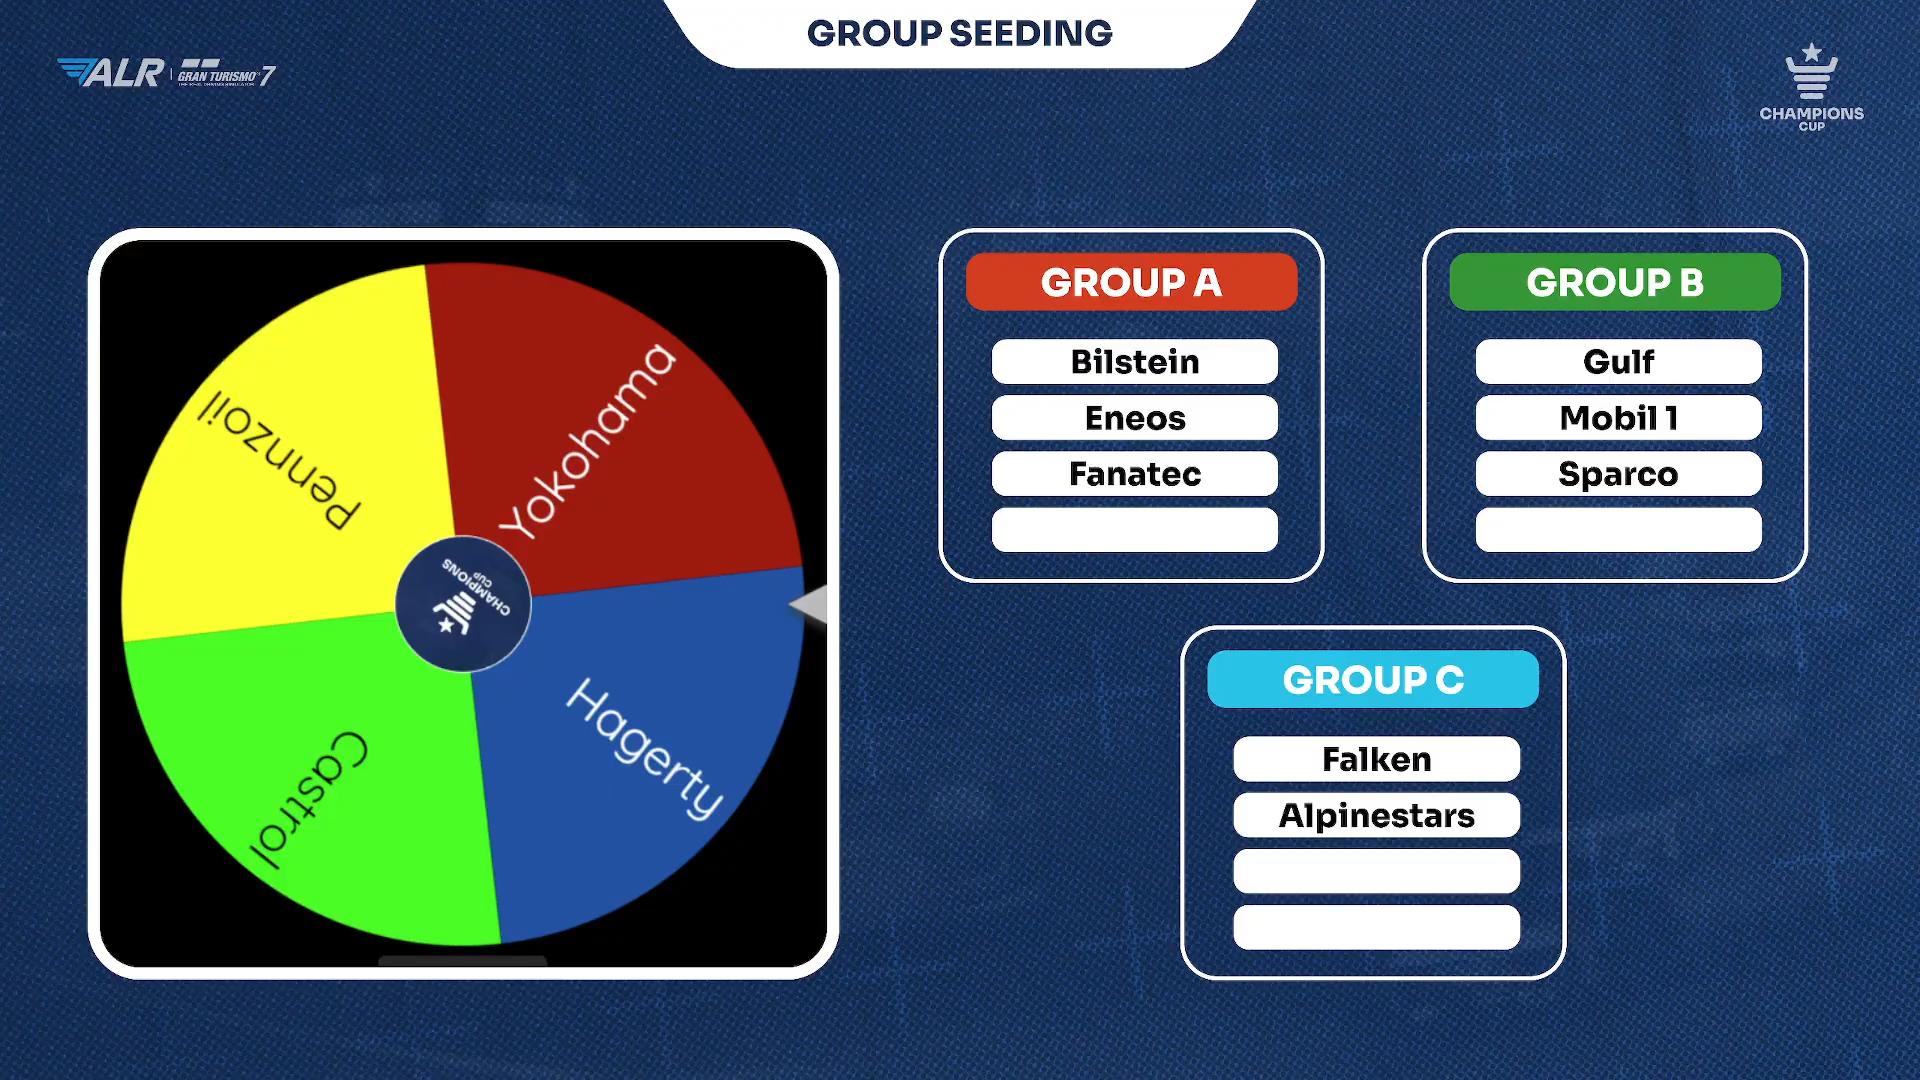 GROUP SEEDING
ALR
GRAN TURISMO 7
CHAMPIONS
CUP
Yokohama
Pennzoil
CHAMPIONS
CUP
Hagerty
Castrol
GROUP A
Bilstein
Eneos
Fanatec
GROUP B
Gulf
Mobil 1
Sparco
GROUP C
Falken
Alpinestars